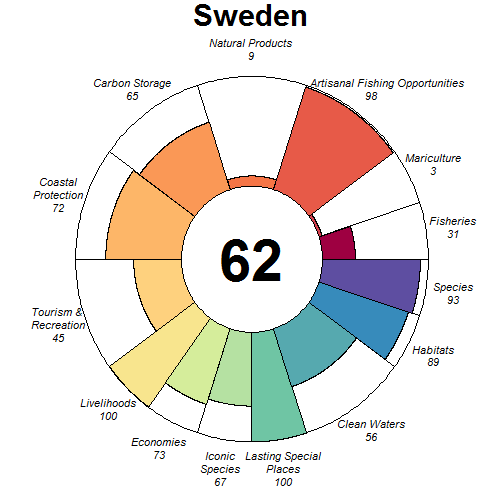 Sweden
Natural Products
9
Carbon Storage
65
Artisanal Fishing Opportunities
98
Mariculture
3
Coastal
Protection
72
Fisheries
31
62
Species
93
Tourism &
Recreation
45
Habitats
89
Livelihoods
100
Clean Waters
56
Economies
73
Iconic
Species
67
Lasting Special
Places
100